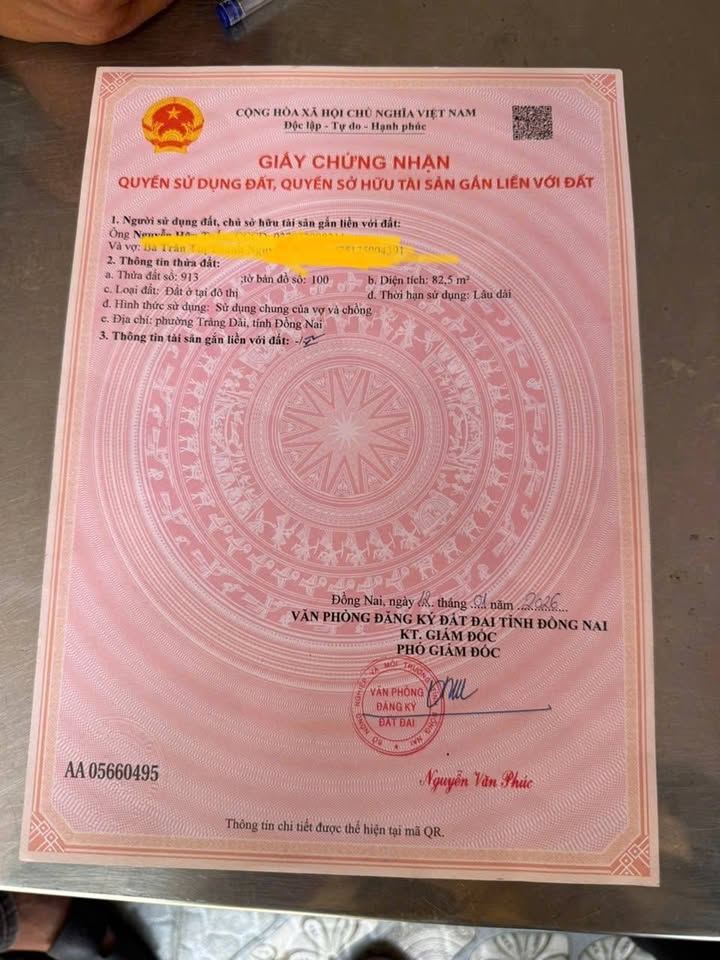 CỘNG HÒA XÃ HỘI CHỦ NGHĨA VIỆT NAM
Độc lập - Tự do - Hạnh phúc
GIẤY CHỨNG NHẬN
QUYỀN SỬ DỤNG ĐẤT, QUYỀN SỞ HỮU TÀI SẢN GẮN LIỀN VỚI ĐẤT
1. Người sử dụng đất, chủ sở hữu tài sản gắn liền với đất:
Ông Nguyễn
Và vợ: Bà Trần
2. Thông tin thửa đất:
a. Thửa đất số: 913 ;tờ bản đồ số: 100 b. Diện tích: 82,5 m²
c. Loại đất: Đất ở tại đô thị d. Thời hạn sử dụng: Lâu dài
đ. Hình thức sử dụng: Sử dụng chung của vợ và chồng
e. Địa chỉ: phường Trảng Dài, tỉnh Đồng Nai
3. Thông tin tài sản gắn liền với đất: -/-
Đồng Nai, ngày 12 tháng 01 năm 2026
VĂN PHÒNG ĐĂNG KÝ ĐẤT ĐAI TỈNH ĐỒNG NAI
KT. GIÁM ĐỐC
PHÓ GIÁM ĐỐC
VĂN PHÒNG
ĐĂNG KÝ
ĐẤT ĐAI
Nguyễn Văn Phúc
AA 05660495
Thông tin chi tiết được thể hiện tại mã QR.